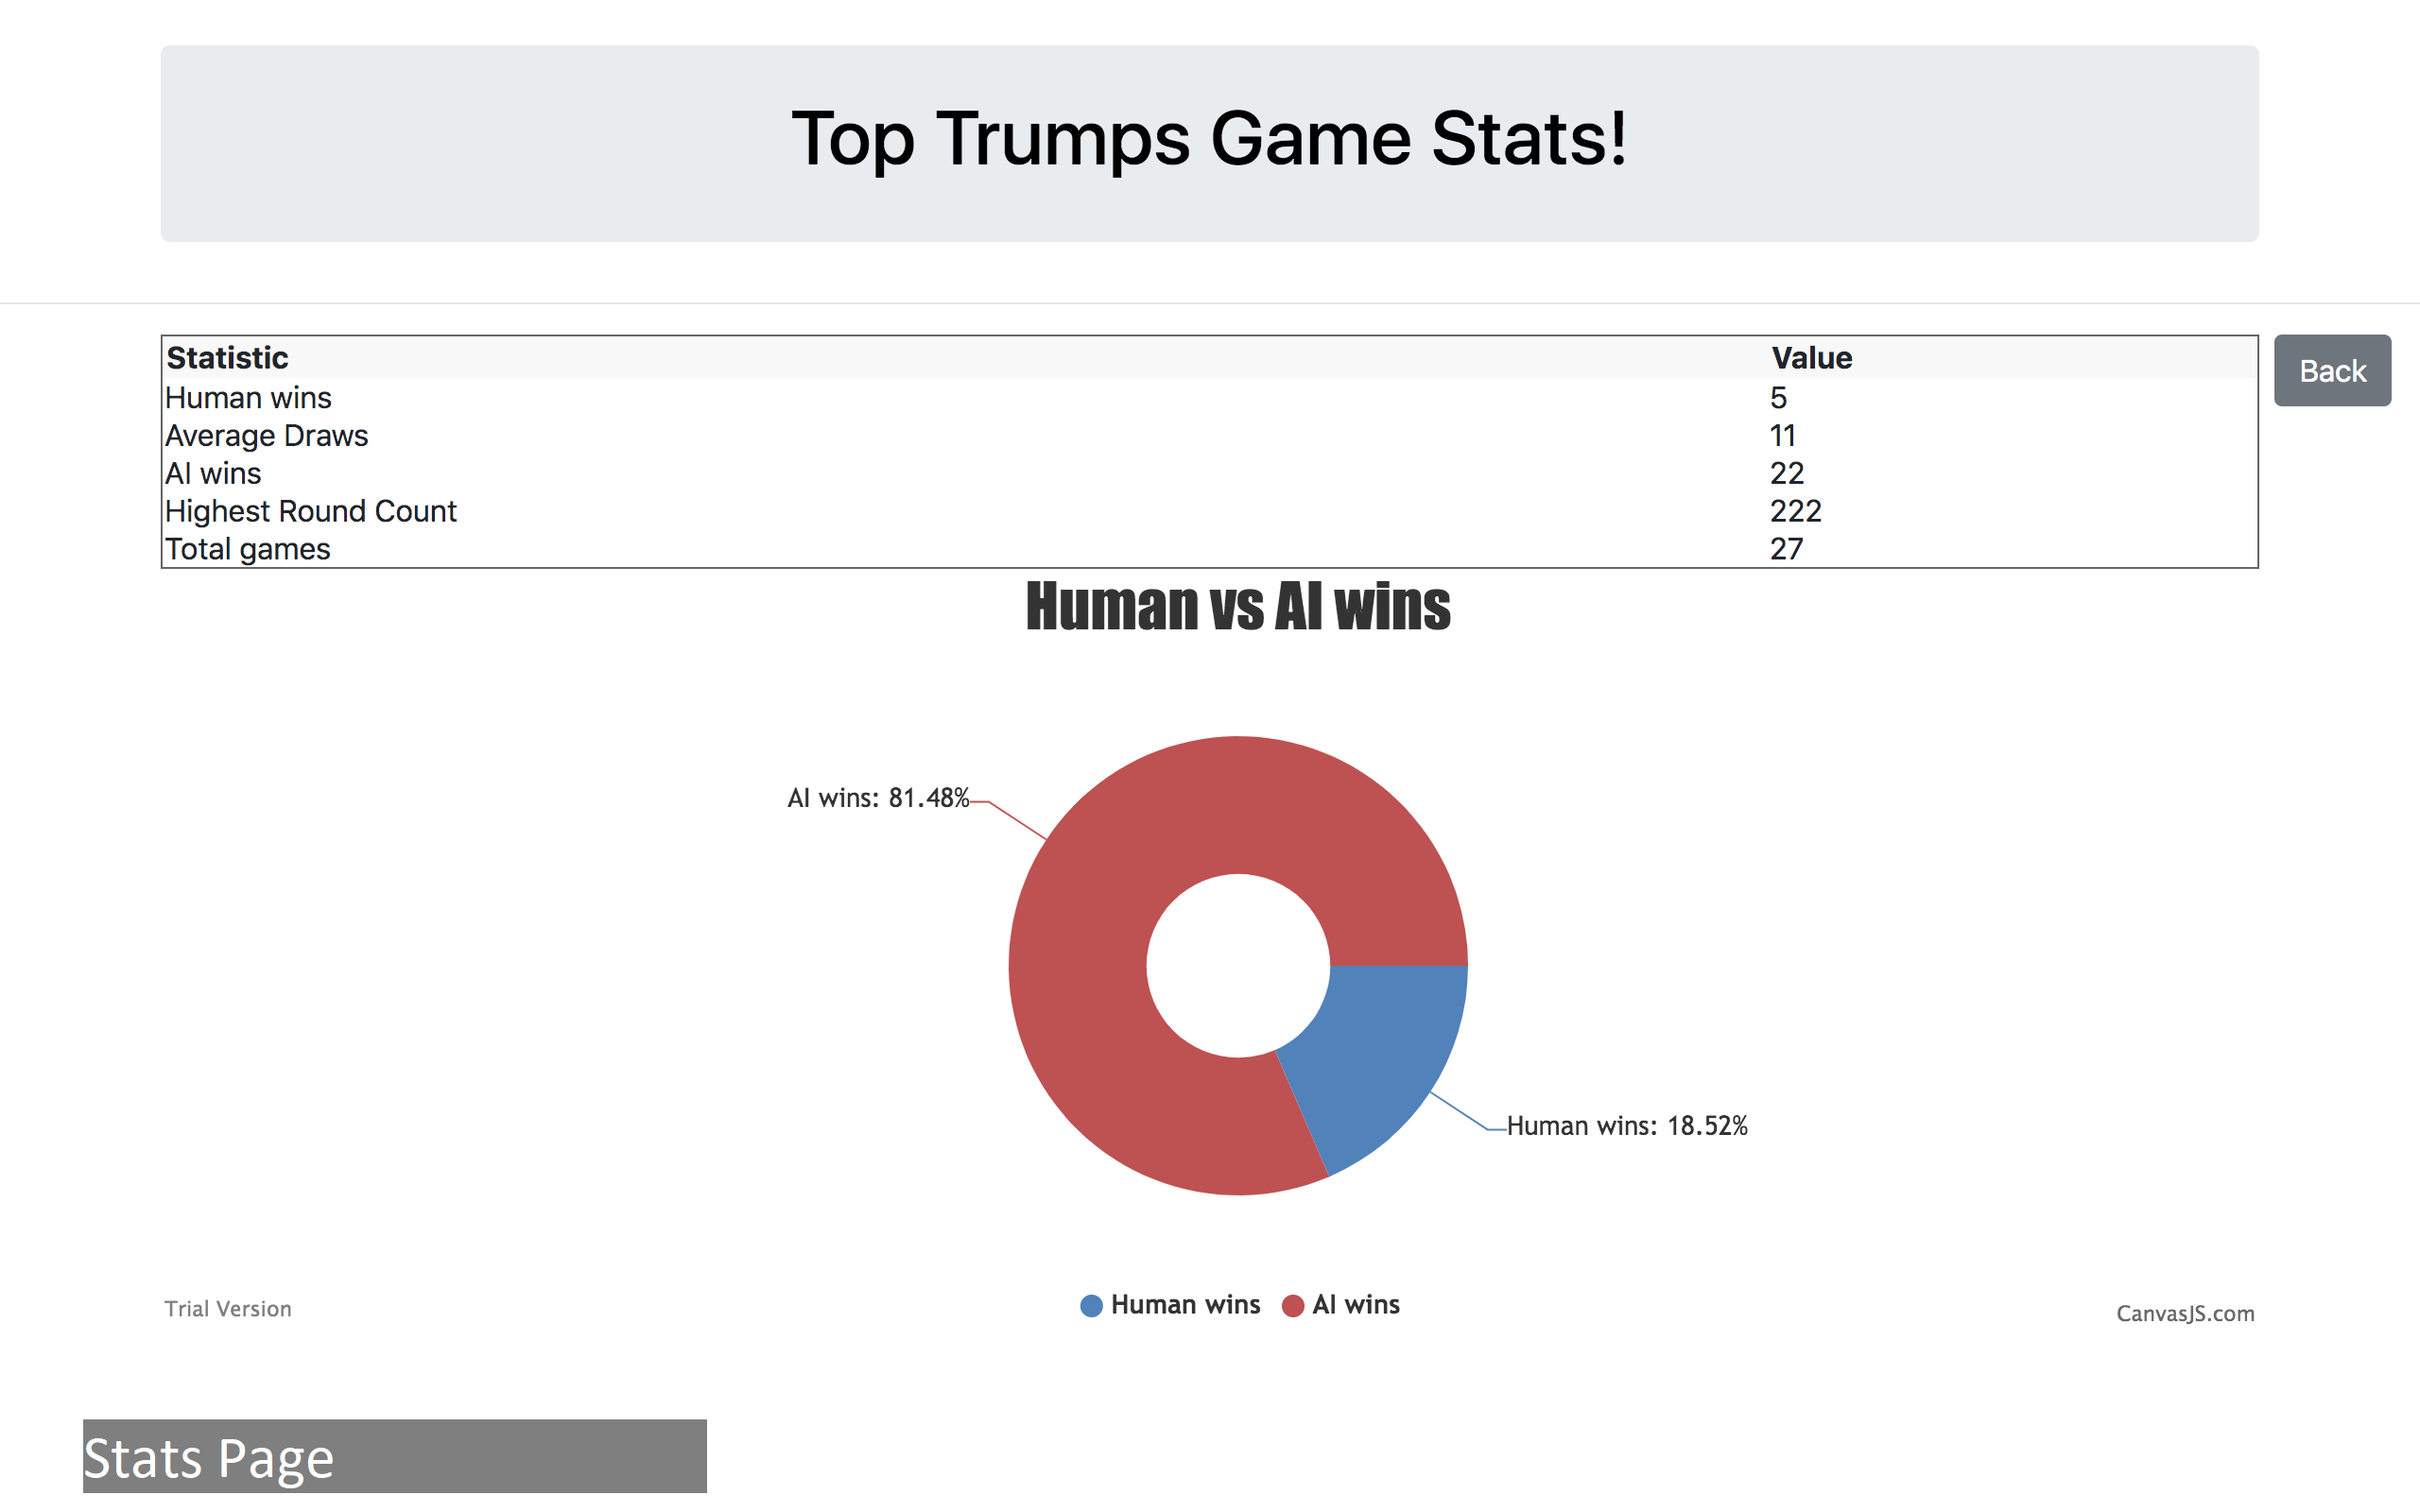 Top Trumps Game Stats!
Statistic Value
Back
Human wins 5
Average Draws 11
AI wins 22
Highest Round Count 222
Total games 27
Human vs AI wins
AI wins: 81.48%
Human wins: 18.52%
Human wins AI wins
Trial Version
CanvasJS.com
Stats Page